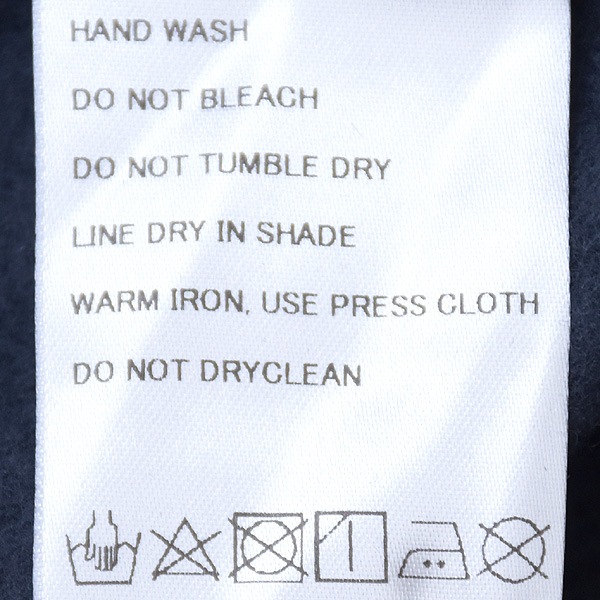 HAND WASH
DO NOT BLEACH
DO NOT TUMBLE DRY
LINE DRY IN SHADE
WARM IRON, USE PRESS CLOTH
DO NOT DRYCLEAN